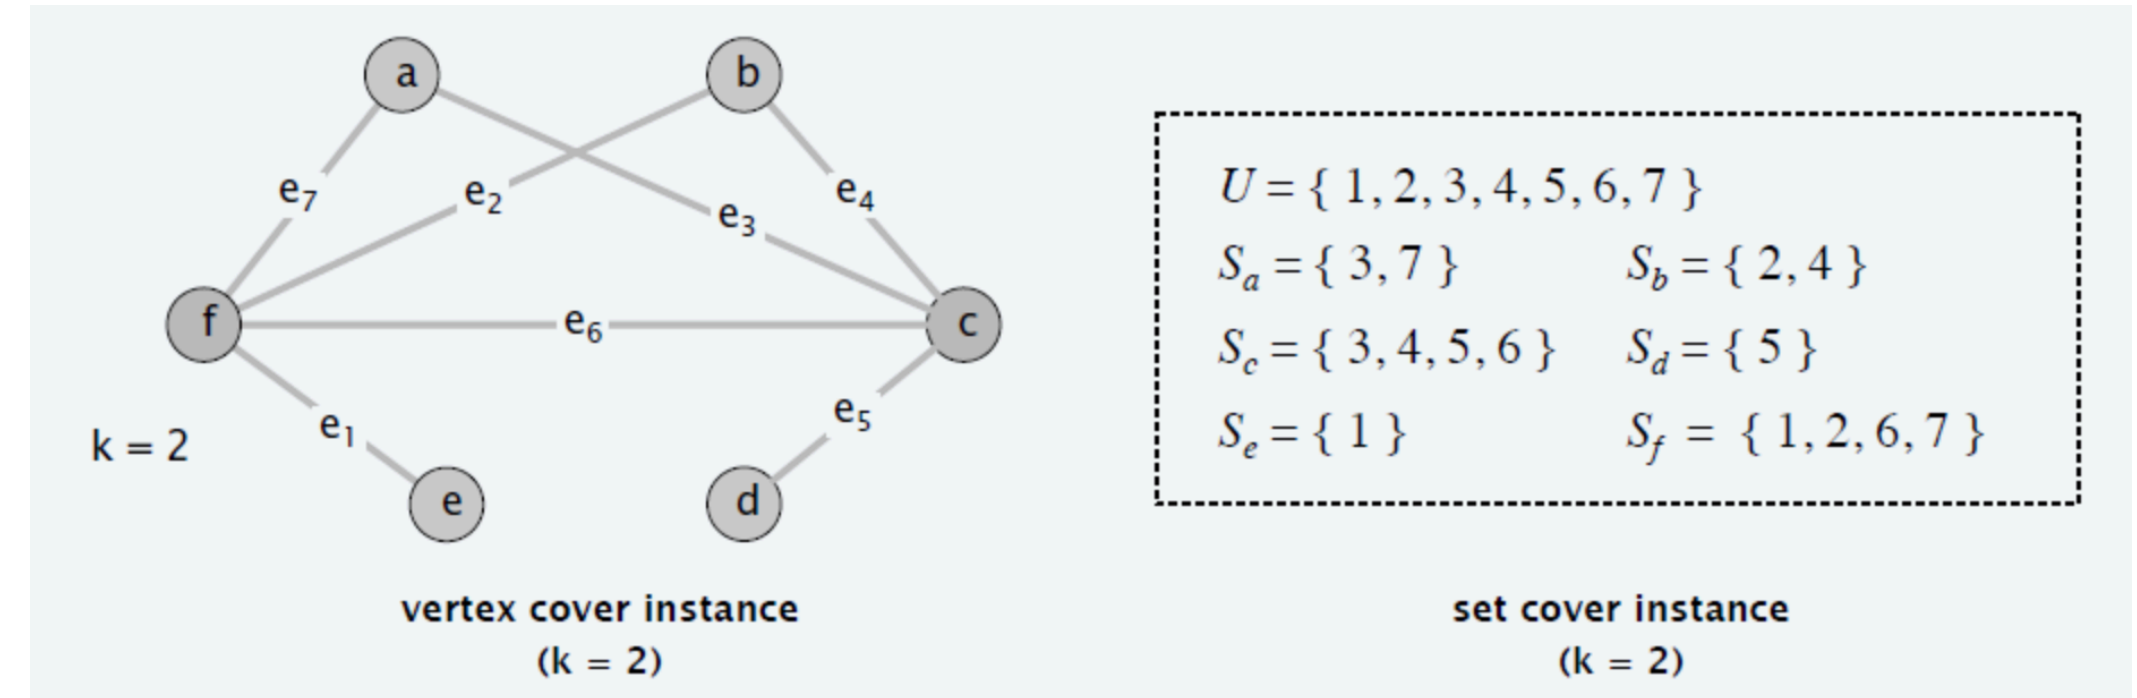 a
b
e7
e2
e3
e4
f
e6
c
e1
e5
k = 2
e
d
vertex cover instance
(k = 2)
U = { 1, 2, 3, 4, 5, 6, 7 }
Sa = { 3, 7 } Sb = { 2, 4 }
Sc = { 3, 4, 5, 6 } Sd = { 5 }
Se = { 1 } Sf = { 1, 2, 6, 7 }
set cover instance
(k = 2)